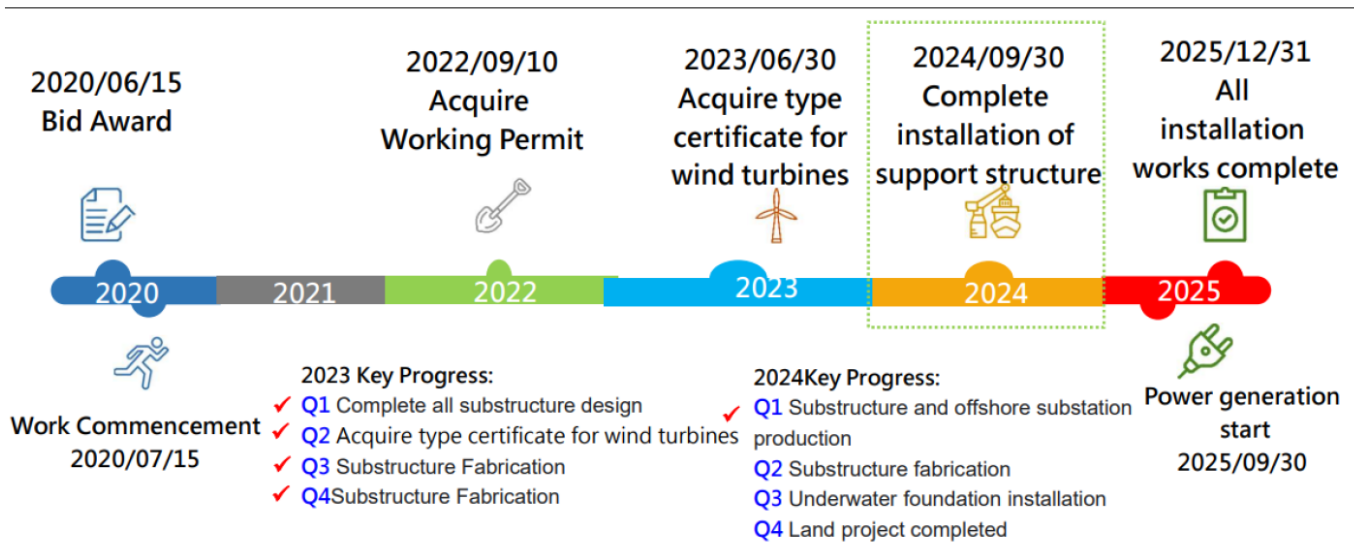 2020/06/15
Bid Award
2022/09/10
Acquire
Working Permit
2023/06/30
Acquire type
certificate for
wind turbines
2024/09/30
Complete
installation of
support structure
2025/12/31
All
installation
works complete
2020
2021
2022
2023
2024
2025
Work Commencement
2020/07/15
2023 Key Progress:
Q1 Complete all substructure design
Q2 Acquire type certificate for wind turbines
Q3 Substructure Fabrication
Q4Substructure Fabrication
2024Key Progress:
Q1 Substructure and offshore substation
production
Q2 Substructure fabrication
Q3 Underwater foundation installation
Q4 Land project completed
Power generation
start
2025/09/30